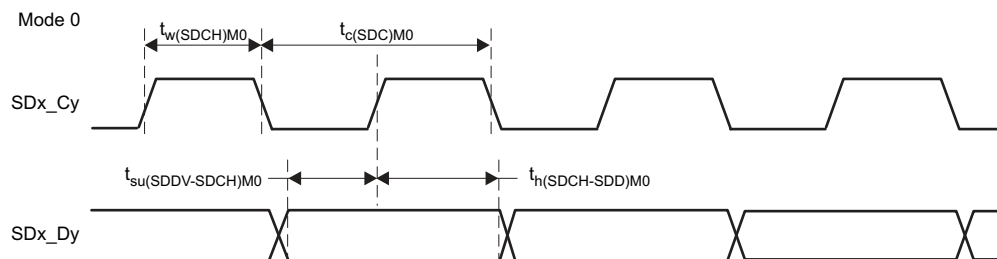 Mode 0
tw(SDCH)M0 tc(SDC)M0
SDx_Cy
tsu(SDDV-SDCH)M0 th(SDCH-SDD)M0
SDx_Dy